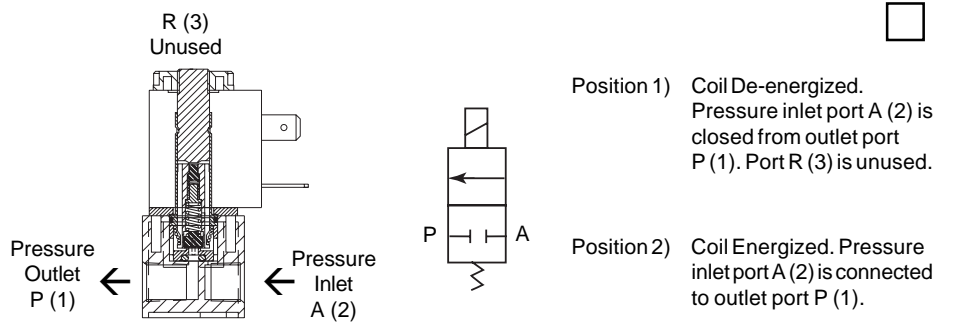 R (3)
Unused
Pressure
Outlet
P (1)
Pressure
Inlet
A (2)
P
A
Position 1) Coil De-energized.
Pressure inlet port A (2) is
closed from outlet port
P (1). Port R (3) is unused.
Position 2) Coil Energized. Pressure
inlet port A (2) is connected
to outlet port P (1).